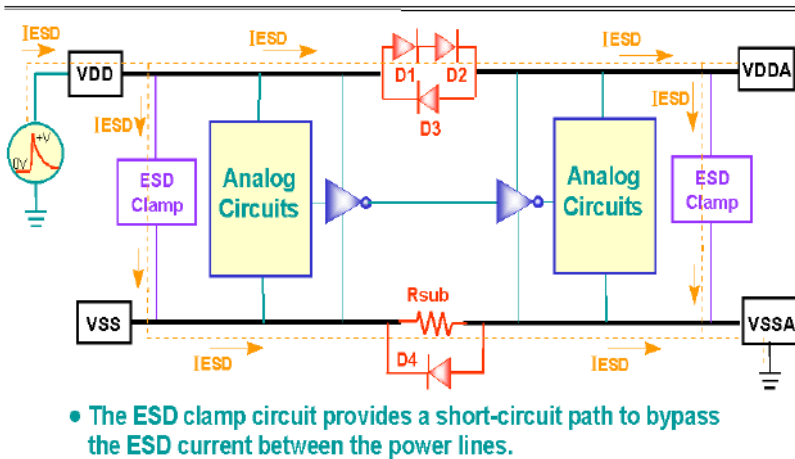 IESD
IESD
IESD
VDD
D1
D2
VDDA
D3
IESD
IESD
+V
0V
ESD
Clamp
Analog
Circuits
Analog
Circuits
ESD
Clamp
Rsub
VSS
VSSA
D4
IESD
IESD
• The ESD clamp circuit provides a short-circuit path to bypass
the ESD current between the power lines.